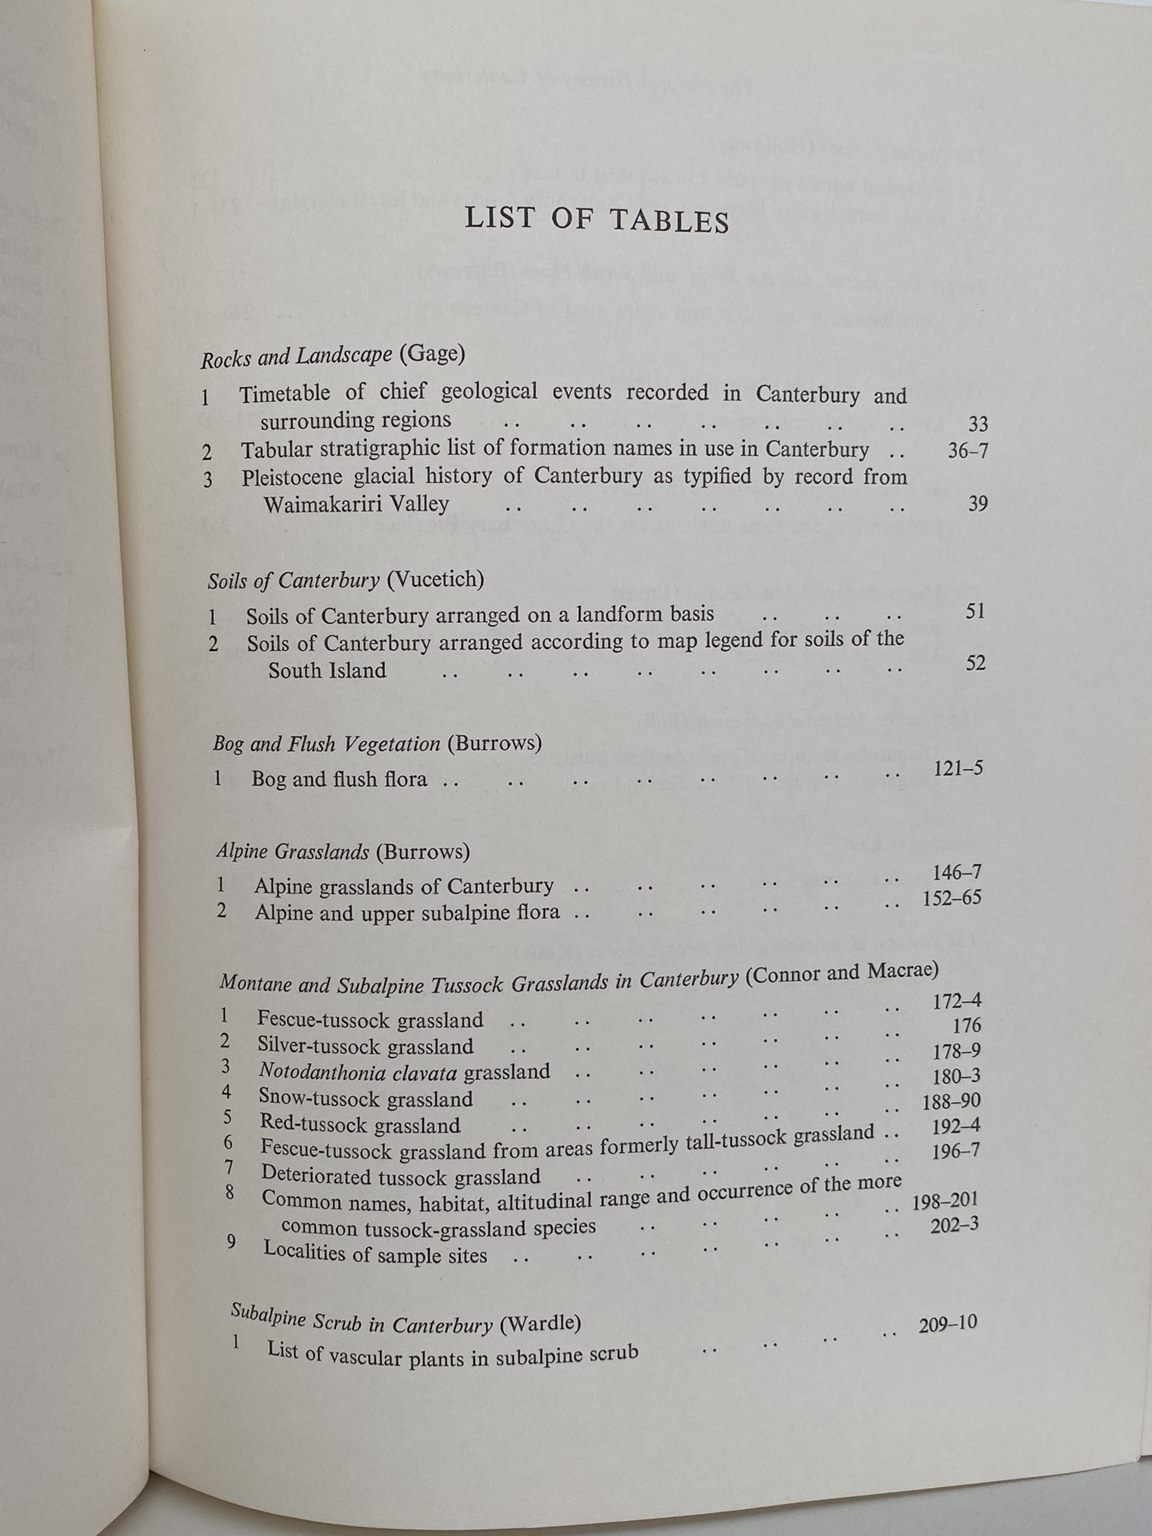 LIST OF TABLES
Rocks and Landscape (Gage)
1 Timetable of chief geological events recorded in Canterbury and
surrounding regions .. .. .. .. .. .. .. 33
2 Tabular stratigraphic list of formation names in use in Canterbury .. 36–7
3 Pleistocene glacial history of Canterbury as typified by record from
Waimakariri Valley .. .. .. .. .. .. .. 39
Soils of Canterbury (Vucetich)
1 Soils of Canterbury arranged on a landform basis .. .. .. 51
2 Soils of Canterbury arranged according to map legend for soils of the
South Island .. .. .. .. .. .. .. .. 52
Bog and Flush Vegetation (Burrows)
1 Bog and flush flora .. .. .. .. .. .. .. .. 121–5
Alpine Grasslands (Burrows)
1 Alpine grasslands of Canterbury .. .. .. .. .. .. 146–7
2 Alpine and upper subalpine flora .. .. .. .. .. .. 152–65
Montane and Subalpine Tussock Grasslands in Canterbury (Connor and Macrae)
1 Fescue-tussock grassland .. .. .. .. .. .. .. 172–4
2 Silver-tussock grassland .. .. .. .. .. .. .. 176
3 Notodanthonia clavata grassland .. .. .. .. .. .. 178–9
4 Snow-tussock grassland .. .. .. .. .. .. .. 180–3
5 Red-tussock grassland .. .. .. .. .. .. .. 188–90
6 Fescue-tussock grassland from areas formerly tall-tussock grassland .. 192–4
7 Deteriorated tussock grassland .. .. .. .. .. .. 196–7
8 Common names, habitat, altitudinal range and occurrence of the more
common tussock-grassland species .. .. .. .. .. 198–201
9 Localities of sample sites .. .. .. .. .. .. .. 202–3
Subalpine Scrub in Canterbury (Wardle)
1 List of vascular plants in subalpine scrub .. .. .. .. 209–10